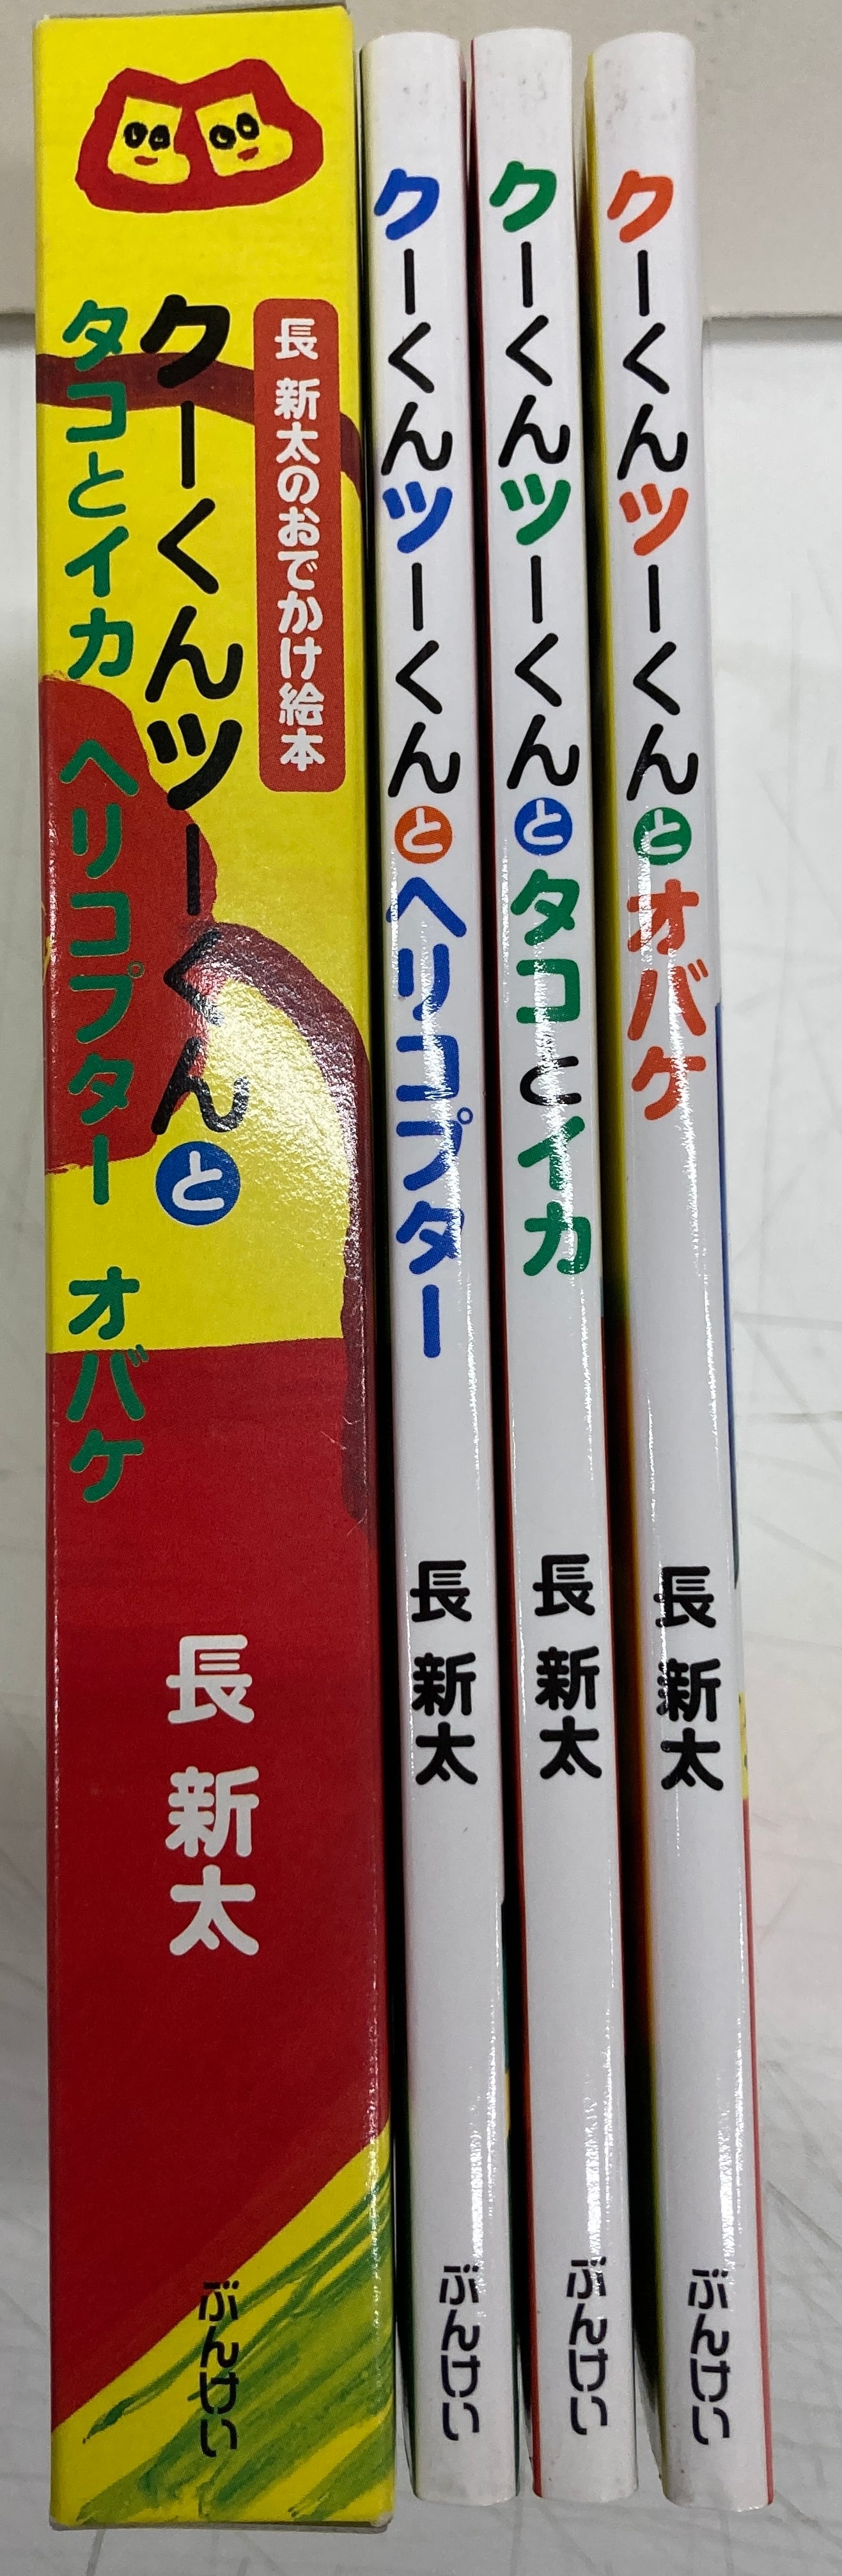 長 新太のおでかけ絵本
クーくんツーくんと
タコとイカ ヘリコプター オバケ
長 新太
ぶんけい
クーくんツーくんとヘリコプター
長 新太
ぶんけい
クーくんツーくんとタコとイカ
長 新太
ぶんけい
クーくんツーくんとオバケ
長 新太
ぶんけい